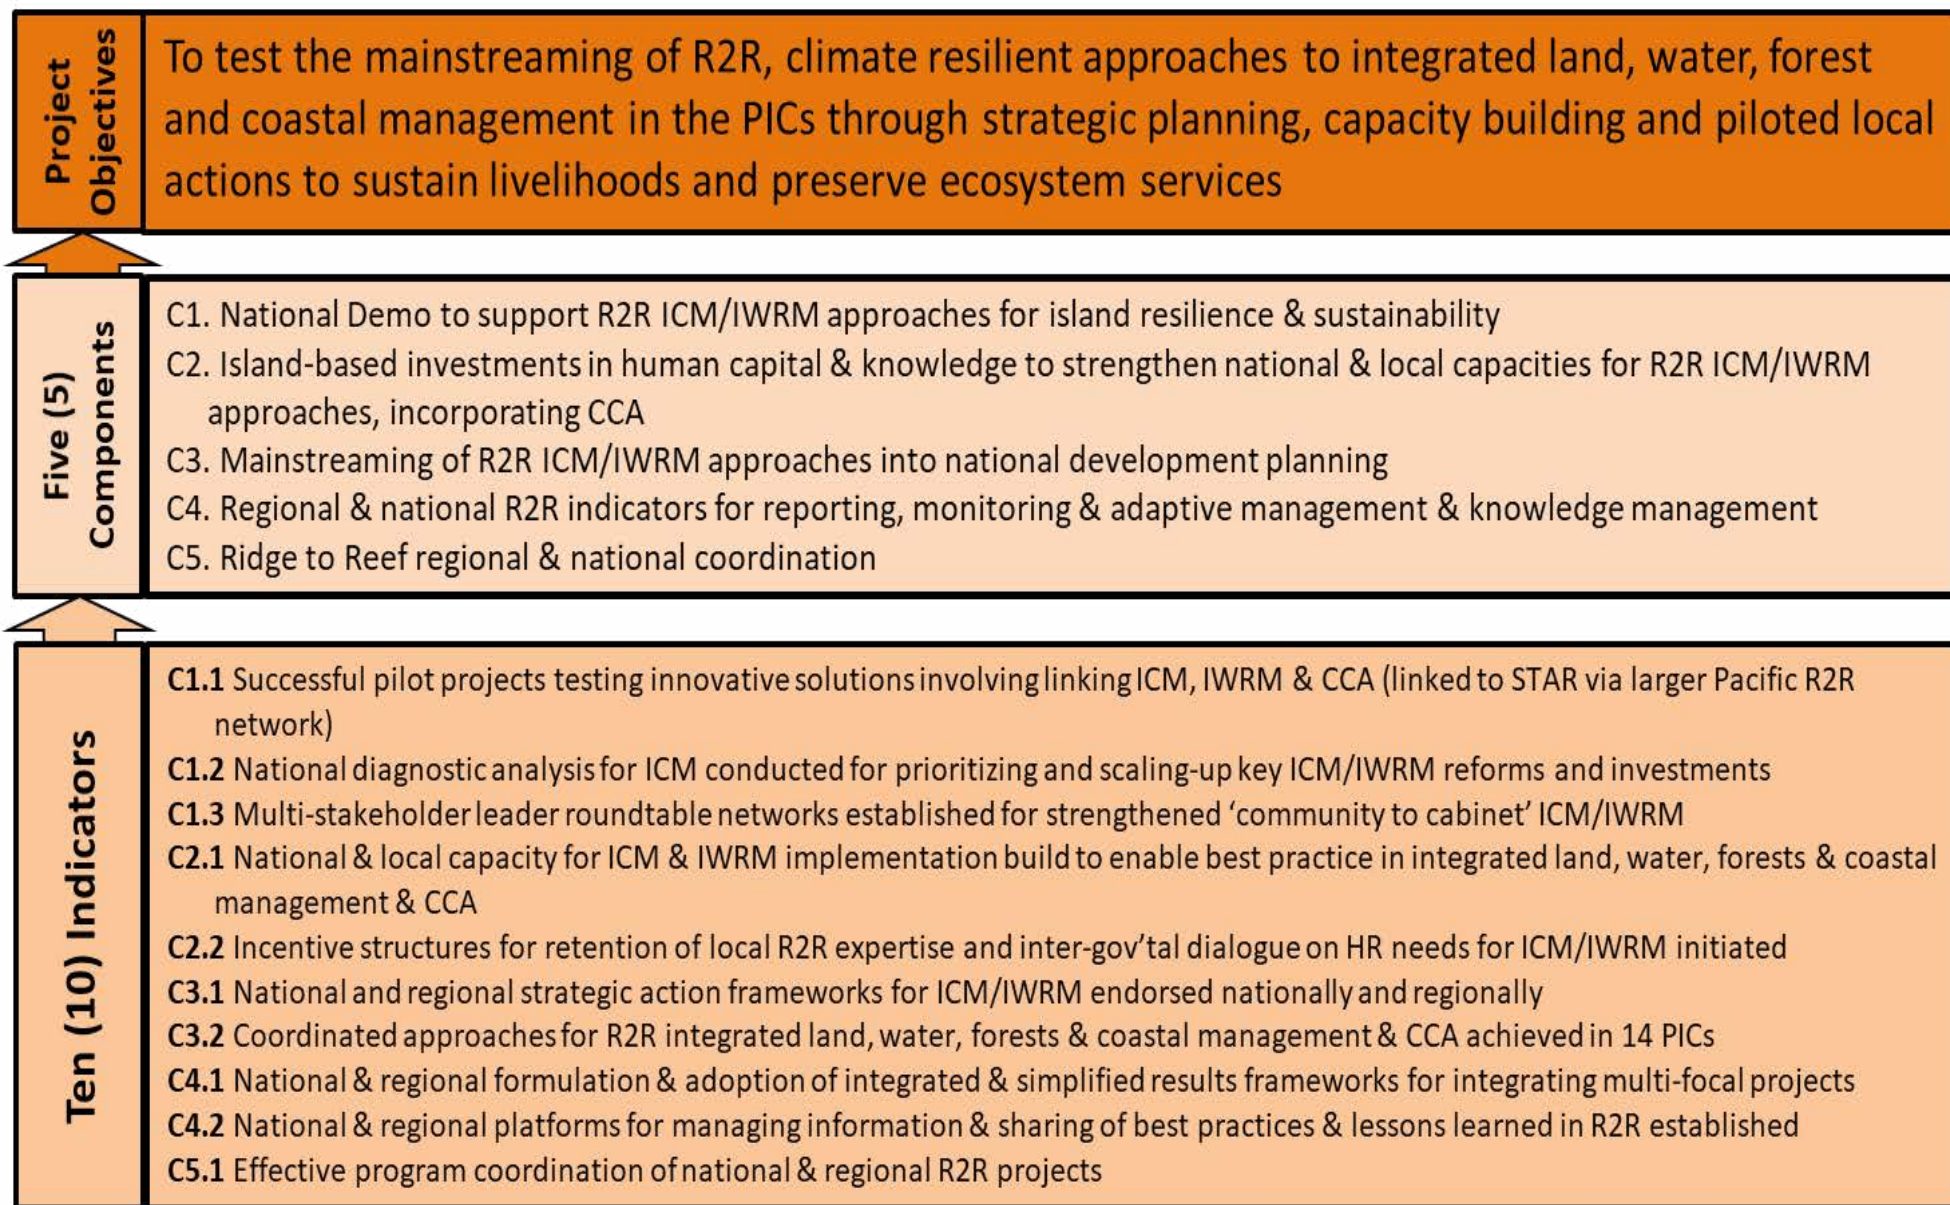 Project
Objectives
To test the mainstreaming of R2R, climate resilient approaches to integrated land, water, forest
and coastal management in the PICs through strategic planning, capacity building and piloted local
actions to sustain livelihoods and preserve ecosystem services
Five (5)
Components
C1. National Demo to support R2R ICM/IWRM approaches for island resilience & sustainability
C2. Island-based investments in human capital & knowledge to strengthen national & local capacities for R2R ICM/IWRM
approaches, incorporating CCA
C3. Mainstreaming of R2R ICM/IWRM approaches into national development planning
C4. Regional & national R2R indicators for reporting, monitoring & adaptive management & knowledge management
C5. Ridge to Reef regional & national coordination
Ten (10) Indicators
C1.1 Successful pilot projects testing innovative solutions involving linking ICM, IWRM & CCA (linked to STAR via larger Pacific R2R
network)
C1.2 National diagnostic analysis for ICM conducted for prioritizing and scaling-up key ICM/IWRM reforms and investments
C1.3 Multi-stakeholder leader roundtable networks established for strengthened ‘community to cabinet’ ICM/IWRM
C2.1 National & local capacity for ICM & IWRM implementation build to enable best practice in integrated land, water, forests & coastal
management & CCA
C2.2 Incentive structures for retention of local R2R expertise and inter-gov’tal dialogue on HR needs for ICM/IWRM initiated
C3.1 National and regional strategic action frameworks for ICM/IWRM endorsed nationally and regionally
C3.2 Coordinated approaches for R2R integrated land, water, forests & coastal management & CCA achieved in 14 PICs
C4.1 National & regional formulation & adoption of integrated & simplified results frameworks for integrating multi-focal projects
C4.2 National & regional platforms for managing information & sharing of best practices & lessons learned in R2R established
C5.1 Effective program coordination of national & regional R2R projects